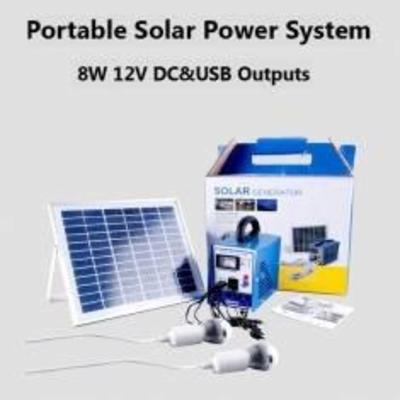 Portable Solar Power System
8W 12V DC&USB Outputs
SOLAR GENERATOR